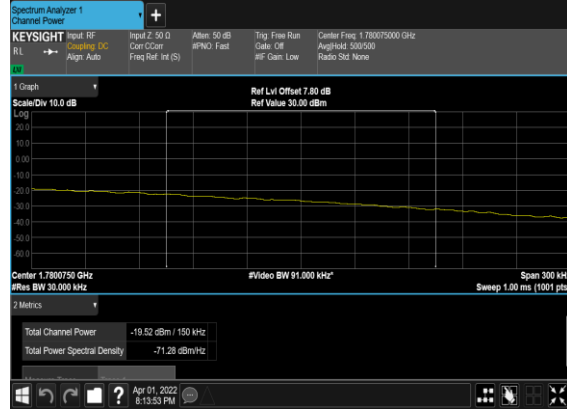 Spectrum Analyzer 1
Channel Power
+
KEYSIGHT
RL
Input: RF
Coupling: DC
Align: Auto
Input Z: 50 Ω
Corr CCorr
Freq Ref: Int (S)
Atten: 50 dB
#PNO: Fast
Trig: Free Run
Gate: Off
#IF Gain: Low
Center Freq: 1.780075000 GHz
Avg|Hold: 500/500
Radio Std: None
1 Graph
Scale/Div 10.0 dB
Ref Lvl Offset 7.80 dB
Ref Value 30.00 dBm
Log
20.0
10.0
0.00
-10.0
-20.0
-30.0
-40.0
-50.0
-60.0
Center 1.7800750 GHz
#Res BW 30.000 kHz
#Video BW 91.000 kHz*
Span 300 kH
Sweep 1.00 ms (1001 pts
2 Metrics
Total Channel Power -19.52 dBm / 150 kHz
Total Power Spectral Density -71.28 dBm/Hz
?
Apr 01, 2022
8:13:53 PM